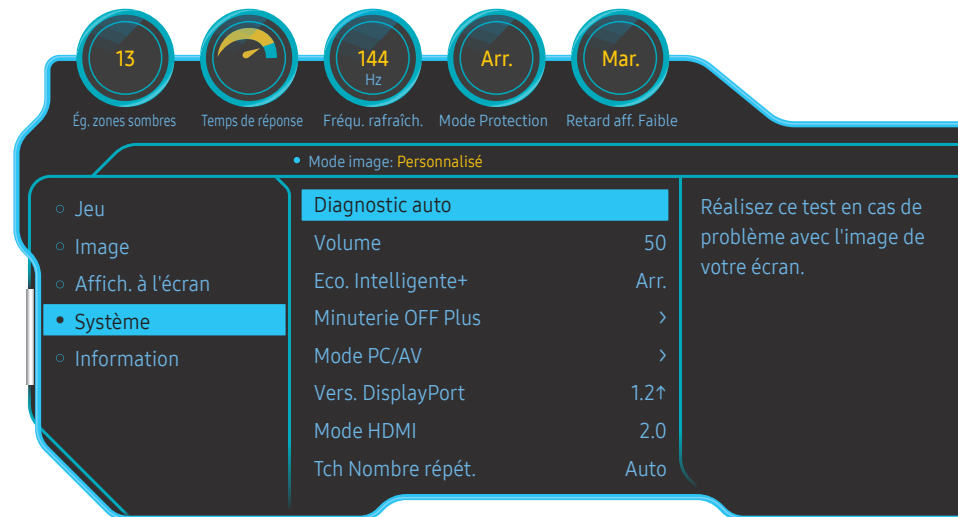 13
144
Hz
Arr.
Mar.
Ég. zones sombres
Temps de réponse
Fréqu. rafraîch.
Mode Protection
Retard aff. Faible
• Mode image: Personnalisé
Jeu
Image
Affich. à l'écran
Système
Information
Diagnostic auto
Volume 50
Eco. Intelligente+ Arr.
Minuterie OFF Plus >
Mode PC/AV >
Vers. DisplayPort 1.2↑
Mode HDMI 2.0
Tch Nombre répét. Auto
Réalisez ce test en cas de
problème avec l'image de
votre écran.